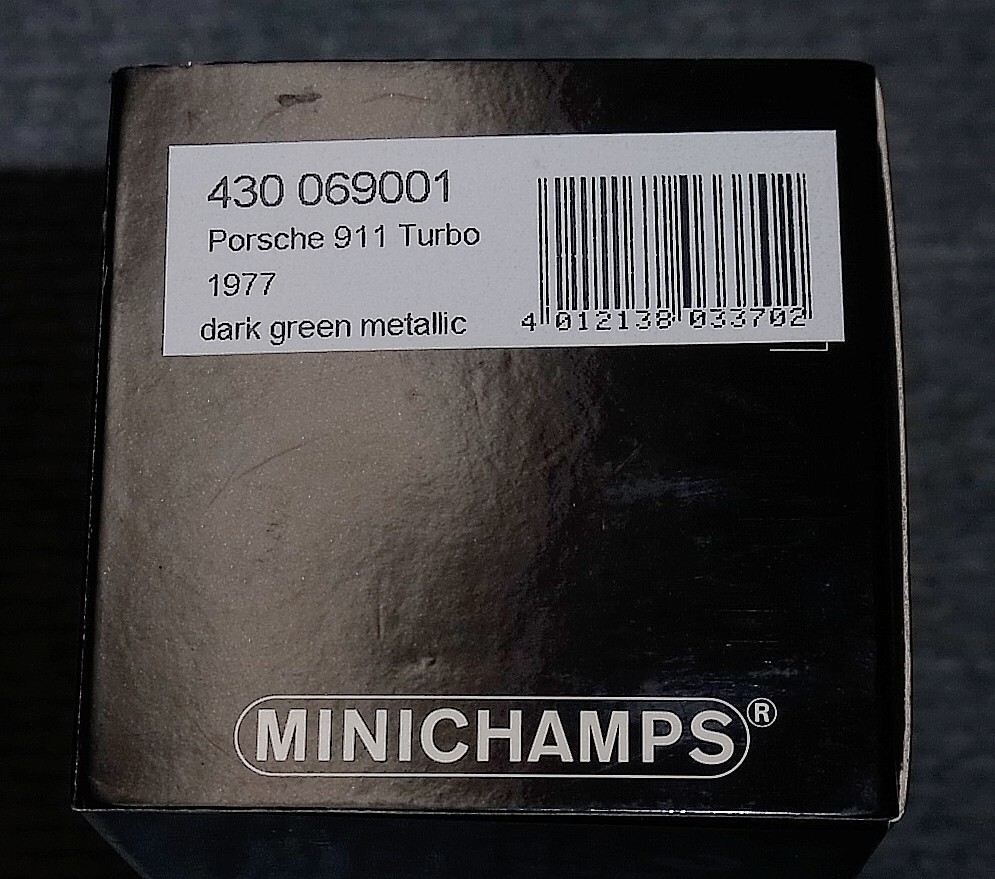 430 069001
Porsche 911 Turbo
1977
dark green metallic
4 012138 033702
MINICHAMPS®